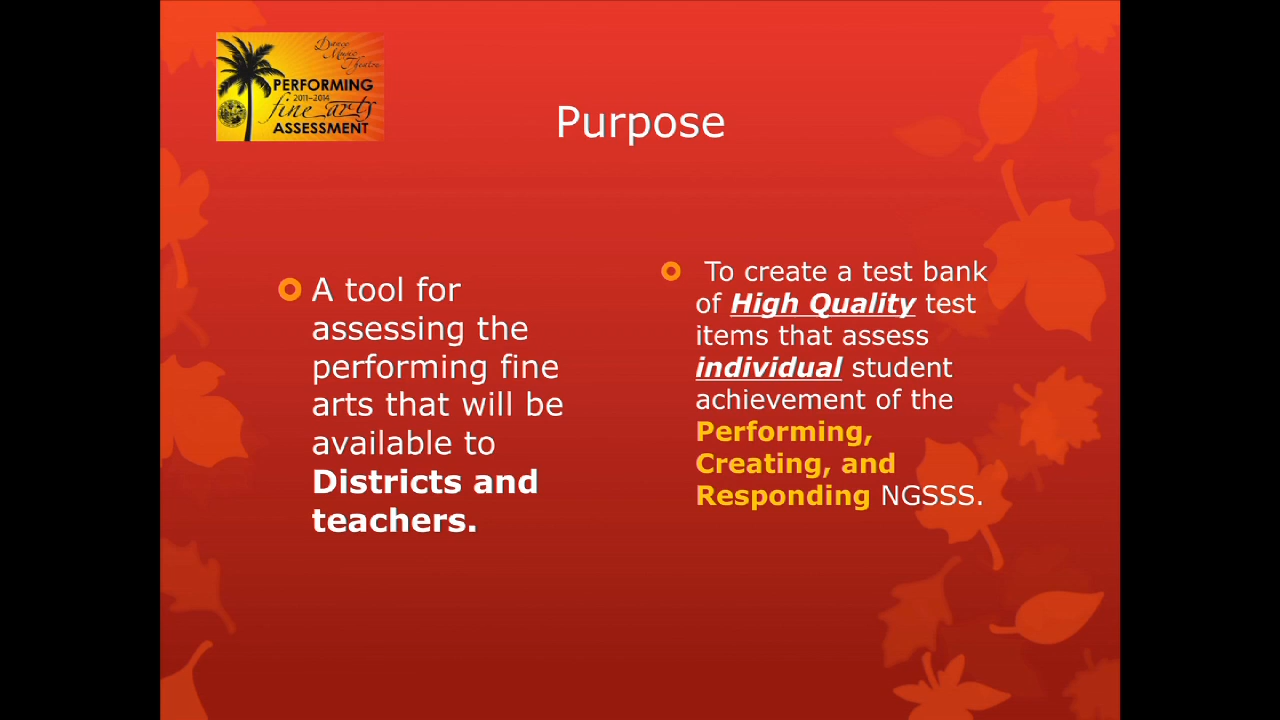 Dance
Music
Theatre
PERFORMING
2011-2014
fine arts
ASSESSMENT
Purpose
A tool for
assessing the
performing fine
arts that will be
available to
Districts and
teachers.
To create a test bank
of High Quality test
items that assess
individual student
achievement of the
Performing,
Creating, and
Responding NGSSS.